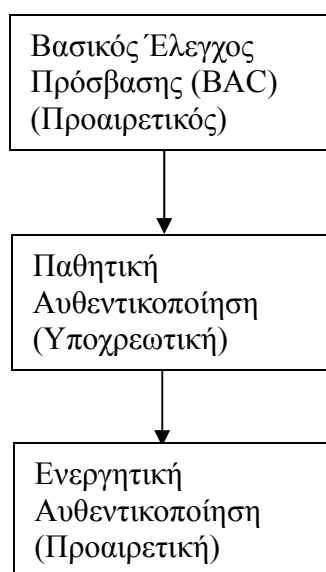 Βασικός Έλεγχος
Πρόσβασης (BAC)
(Προαιρετικός)
Παθητική
Αυθεντικοποίηση
(Υποχρεωτική)
Ενεργητική
Αυθεντικοποίηση
(Προαιρετική)